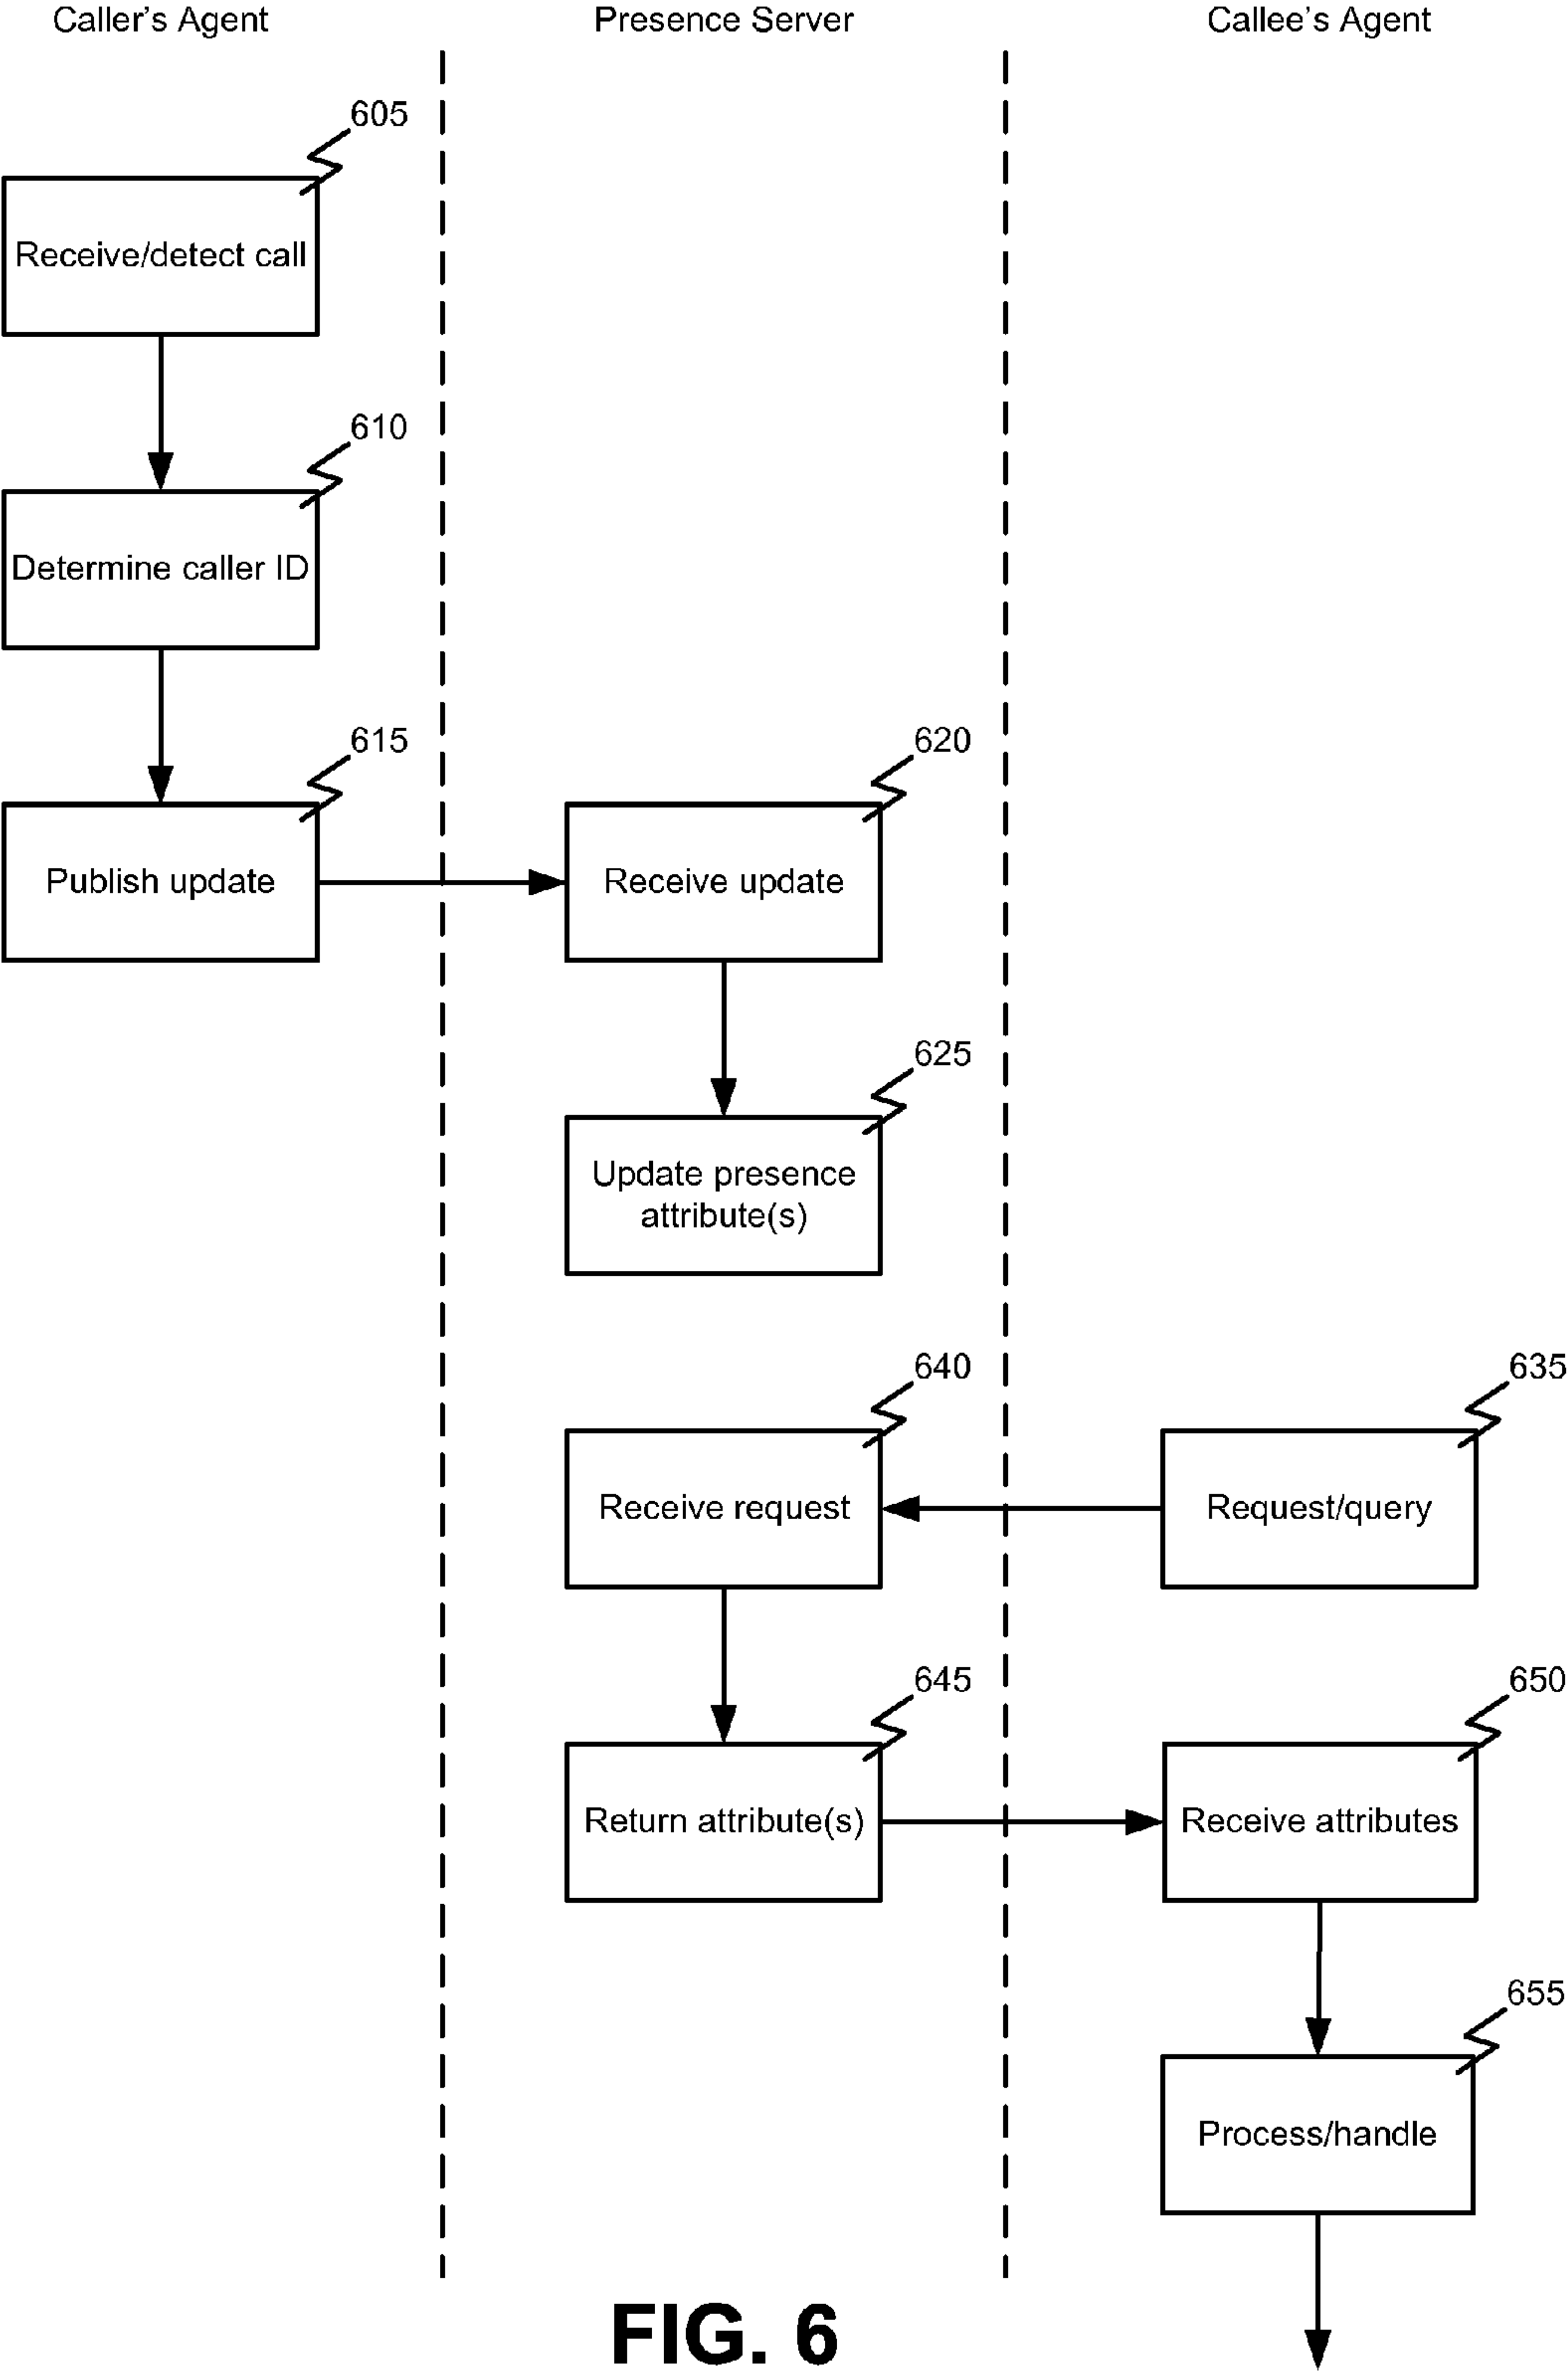 Caller's Agent
Presence Server
Callee's Agent
605
Receive/detect call
610
Determine caller ID
615
620
Publish update
Receive update
625
Update presence
attribute(s)
640
635
Receive request
Request/query
645
650
Return attribute(s)
Receive attributes
655
Process/handle
FIG. 6